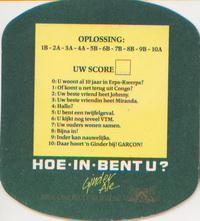 OPLOSSING:
1B - 2A - 3A - 4A - 5B - 6B - 7B - 8B - 9B - 10A
UW SCORE
0: U woont al 10 jaar in Erps-Kwerps?
1: Of komt u net terug uit Congo?
2: Uw beste vriend heet Johnny.
3: Uw beste vriendin heet Miranda.
4: Hallo?
5: U bent een twijfelgeval.
6: U kijkt nog teveel VTM.
7: Uw ouders wonen samen.
8: Bijna in!
9: Inder kan nauwelijks.
10: Daar hoort 'n Ginder bij! GARÇON!
HOE·IN·BENT U?
Ginder
Ale